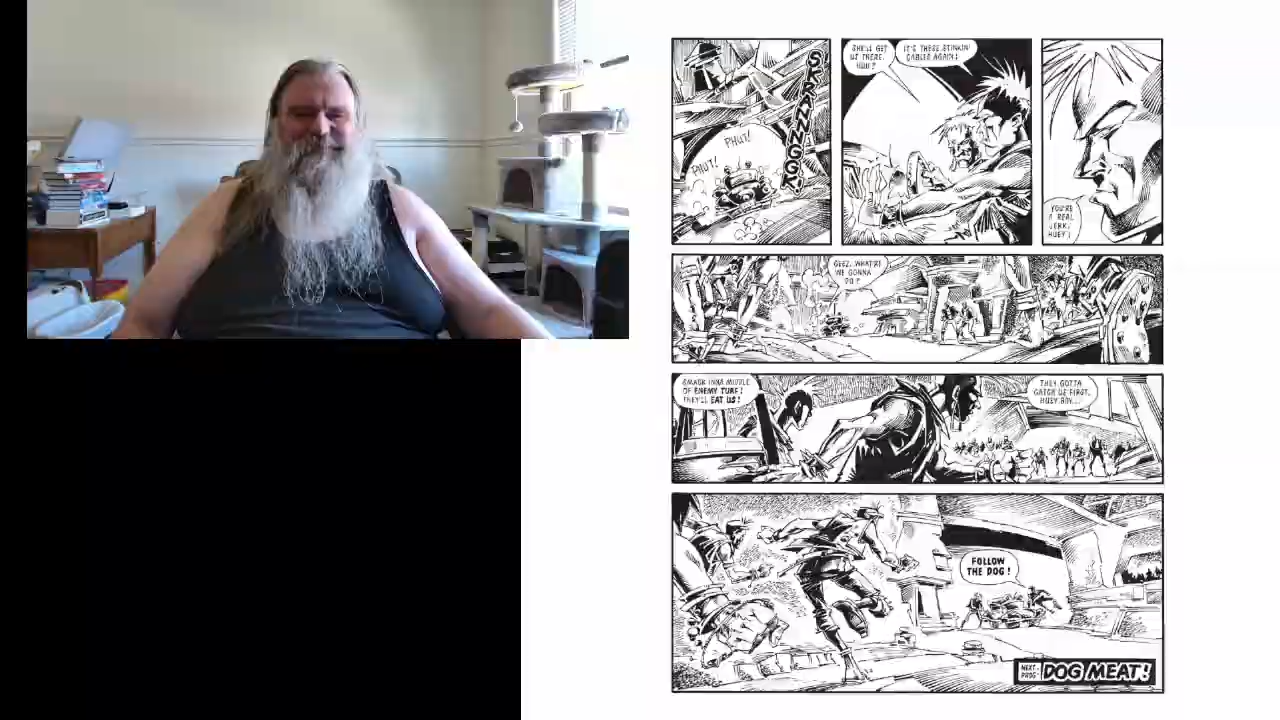 SKRANNGGK!
PHUT!
PHUT!
SHE'LL GET
US THERE,
HUH?
IT'S THESE STINKIN'
CABLES AGAIN!
YOU'RE
A REAL
JERK,
HUEY!
GEEZ, WHAT'RE
WE GONNA
DO?
SMACK INNA MIDDLE
OF ENEMY TURF!
THEY'LL EAT US!
THEY GOTTA
CATCH US FIRST,
HUEY BOY...
FOLLOW
THE DOG!
NEXT
PROG:
DOG MEAT!